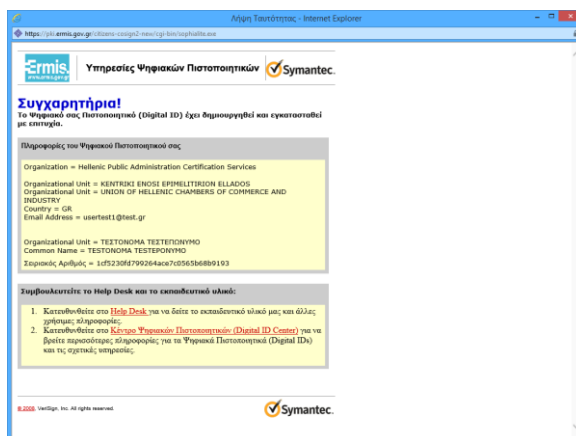 Λήψη Ταυτότητας - Internet Explorer
https://pki.ermis.gov.gr/citizens-cosign2-new/cgi-bin/sophialite.exe
Ermis
www.ermis.gov.gr
Υπηρεσίες Ψηφιακών Πιστοποιητικών
Symantec.
Συγχαρητήρια!
Το Ψηφιακό σας Πιστοποιητικό (Digital ID) έχει δημιουργηθεί και εγκατασταθεί
με επιτυχία.
Πληροφορίες του Ψηφιακού Πιστοποιητικού σας
Organization = Hellenic Public Administration Certification Services
Organizational Unit = KENTRIKI ENOSI EPIMELITIRION ELLADOS
Organizational Unit = UNION OF HELLENIC CHAMBERS OF COMMERCE AND
INDUSTRY
Country = GR
Email Address = usertest1@test.gr
Organizational Unit = ΤΕΣΤΟΝΟΜΑ ΤΕΣΤΕΠΩΝΥΜΟ
Common Name = TESTONOMA TESTEPONYMO
Σειριακός Αριθμός = 1cf5230fd799264ace7c0565b68b9193
Συμβουλευτείτε το Help Desk και το εκπαιδευτικό υλικό:
1. Κατευθυνθείτε στο Help Desk για να δείτε το εκπαιδευτικό υλικό μας και άλλες
χρήσιμες πληροφορίες.
2. Κατευθυνθείτε στο Κέντρο Ψηφιακών Πιστοποιητικών (Digital ID Center) για να
βρείτε περισσότερες πληροφορίες για τα Ψηφιακά Πιστοποιητικά (Digital IDs)
και τις σχετικές υπηρεσίες.
© 2008, VeriSign, Inc. All rights reserved.
Symantec.